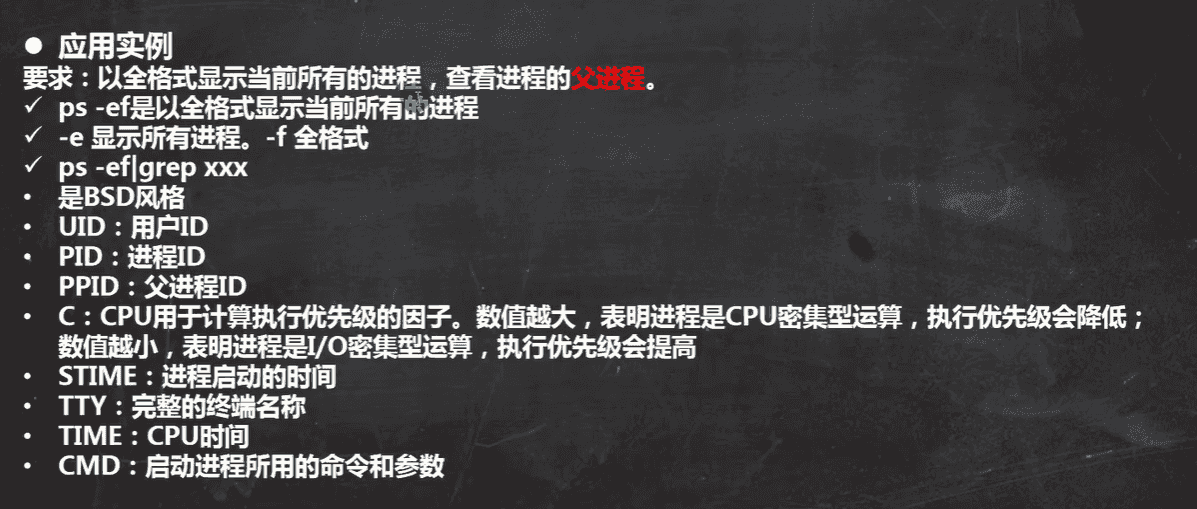 ● 应用实例
要求：以全格式显示当前所有的进程，查看进程的父进程。
✓ ps -ef是以全格式显示当前所有的进程
✓ -e 显示所有进程。-f 全格式
✓ ps -ef|grep xxx
• 是BSD风格
• UID：用户ID
• PID：进程ID
• PPID：父进程ID
• C：CPU用于计算执行优先级的因子。数值越大，表明进程是CPU密集型运算，执行优先级会降低；
数值越小，表明进程是I/O密集型运算，执行优先级会提高
• STIME：进程启动的时间
• TTY：完整的终端名称
• TIME：CPU时间
• CMD：启动进程所用的命令和参数